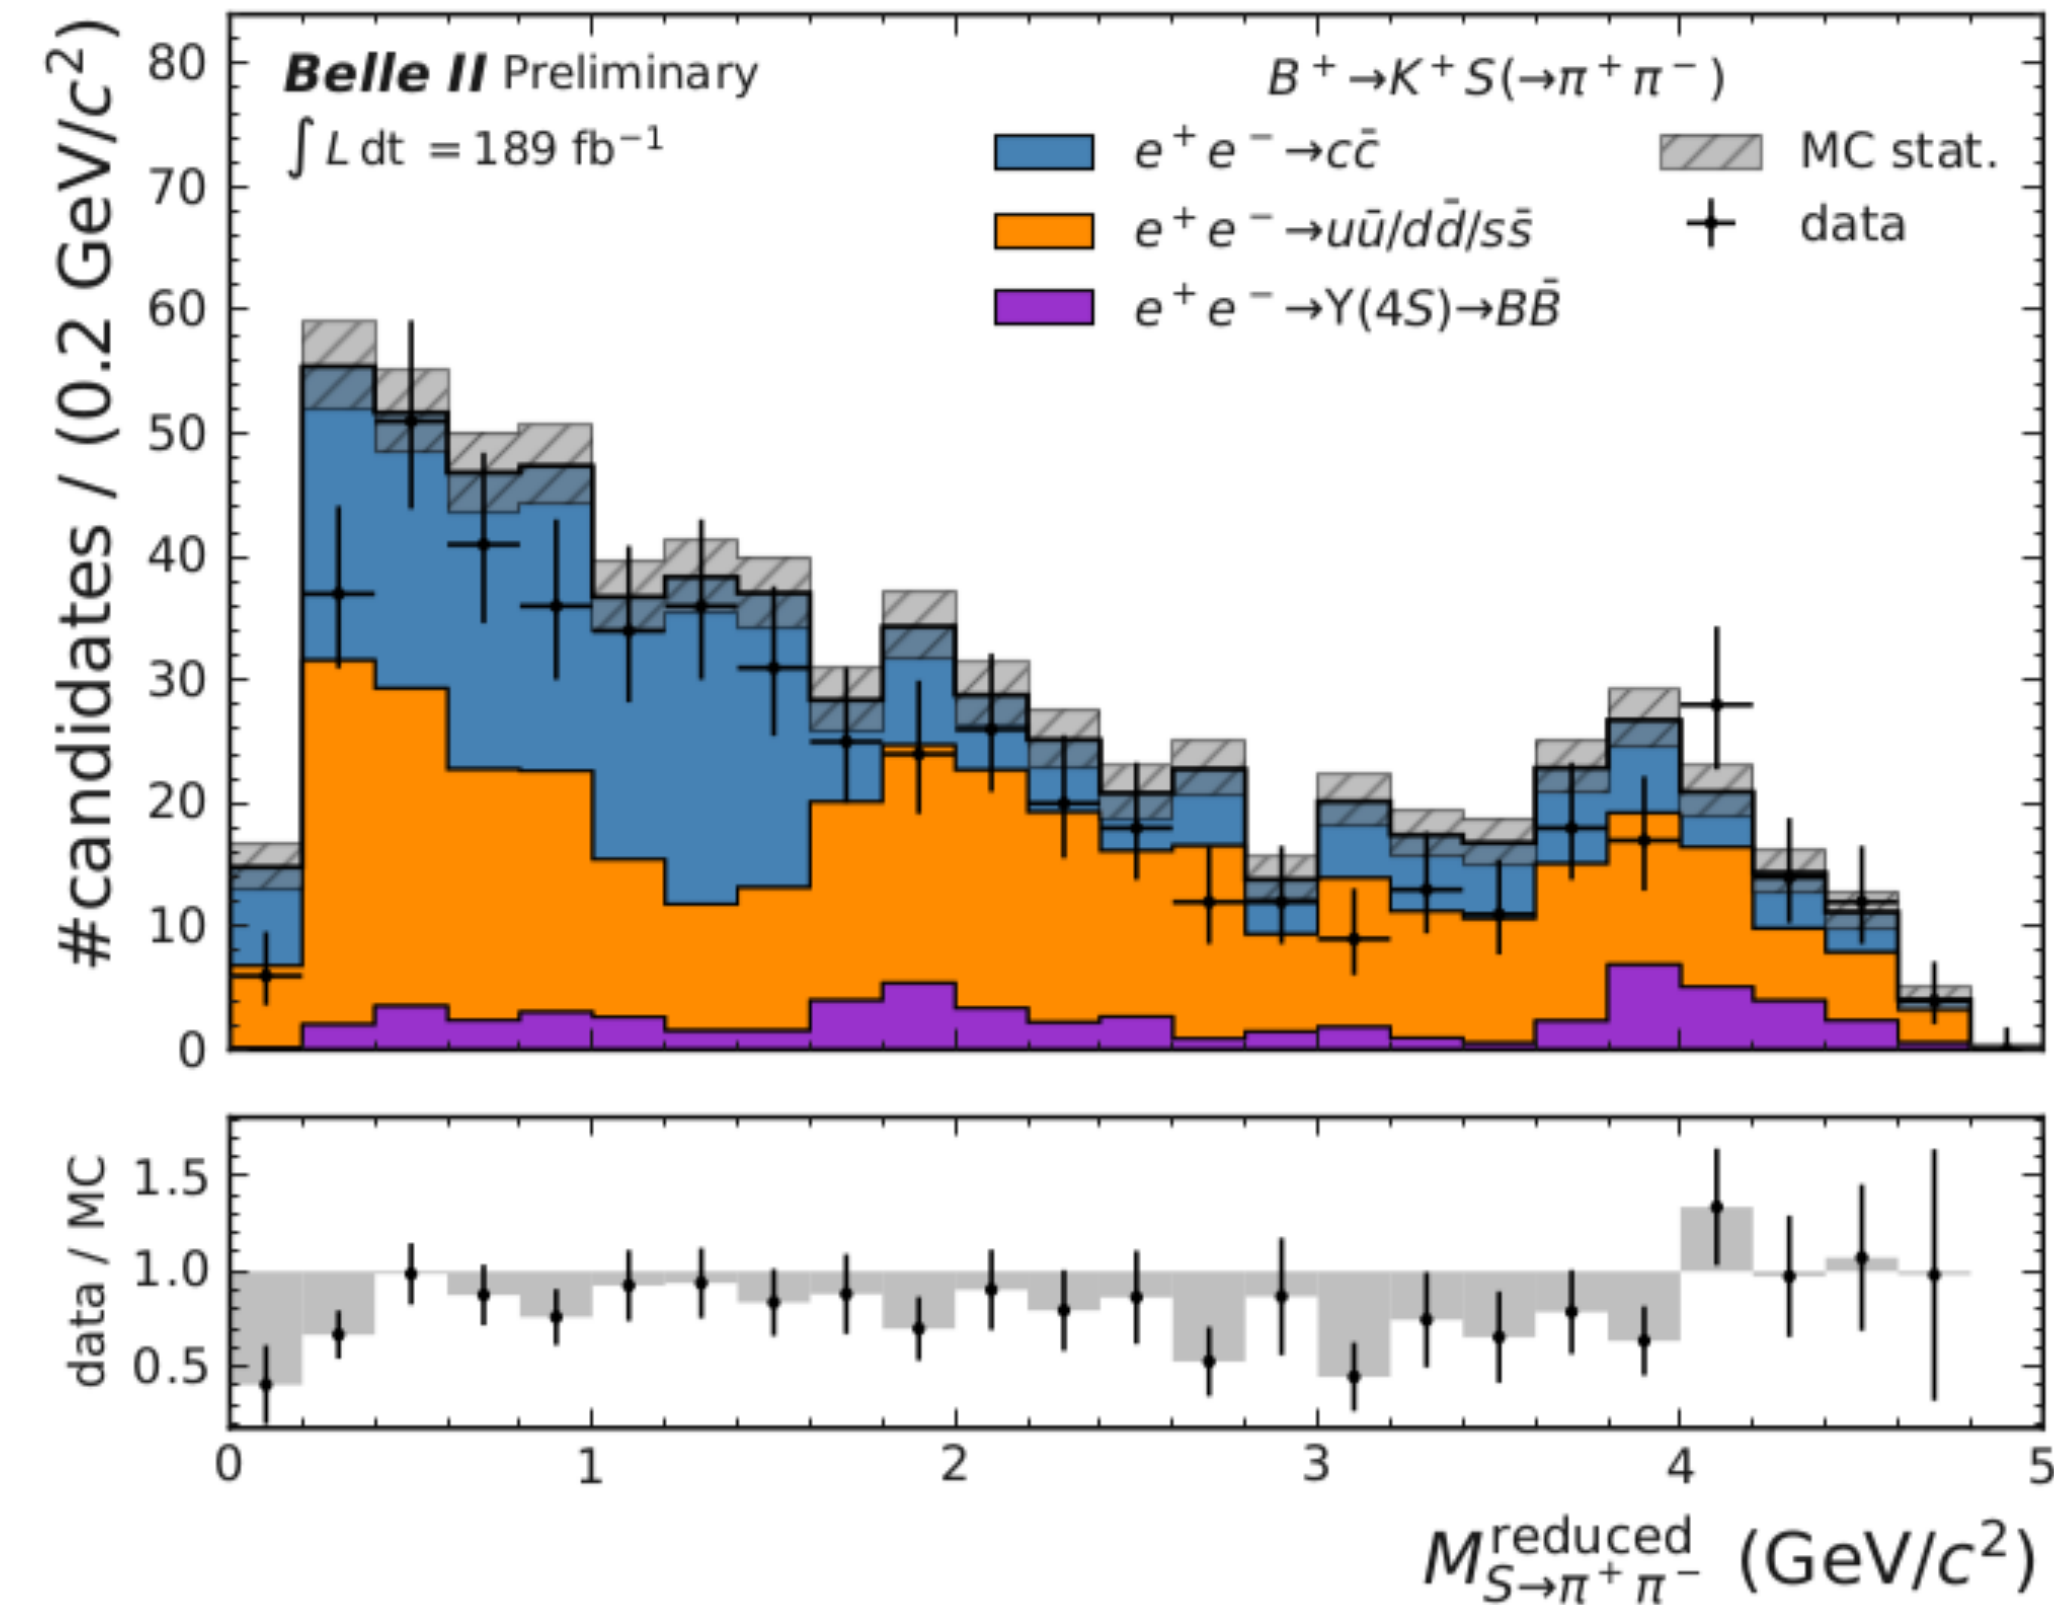 Belle II Preliminary
∫ L dt = 189 fb⁻¹
B⁺→K⁺S(→π⁺π⁻)
e⁺e⁻→cc̄
e⁺e⁻→uū/dd̄/ss̄
e⁺e⁻→Υ(4S)→BB̄
MC stat.
data
#candidates / (0.2 GeV/c²)
80
70
60
50
40
30
20
10
0
data / MC
1.5
1.0
0.5
0 1 2 3 4 5
M^reduced_S→π⁺π⁻ (GeV/c²)